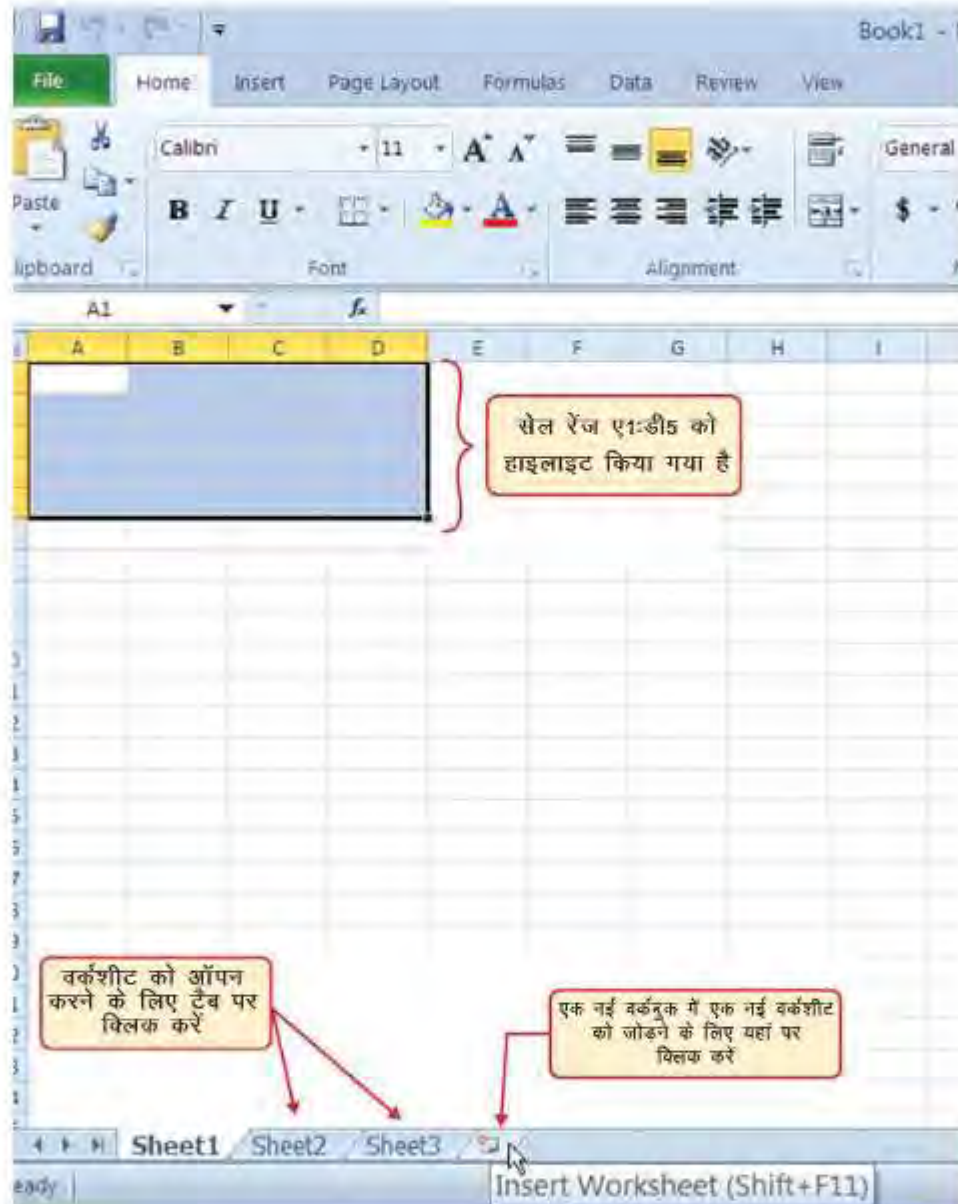 Book1 -
File Home Insert Page Layout Formulas Data Review View
Calibri 11 A A General
Paste B I U A $
lipboard Font Alignment
A1 fx
A B C D E F G H I
सेल रेंज ए1:डी5 को
हाइलाइट किया गया है
वर्कशीट को ऑपन
करने के लिए टैब पर
क्लिक करें
एक नई वर्कबुक में एक नई वर्कशीट
को जोडने के लिए यहां पर
क्लिक करें
Sheet1 Sheet2 Sheet3
eady Insert Worksheet (Shift+F11)